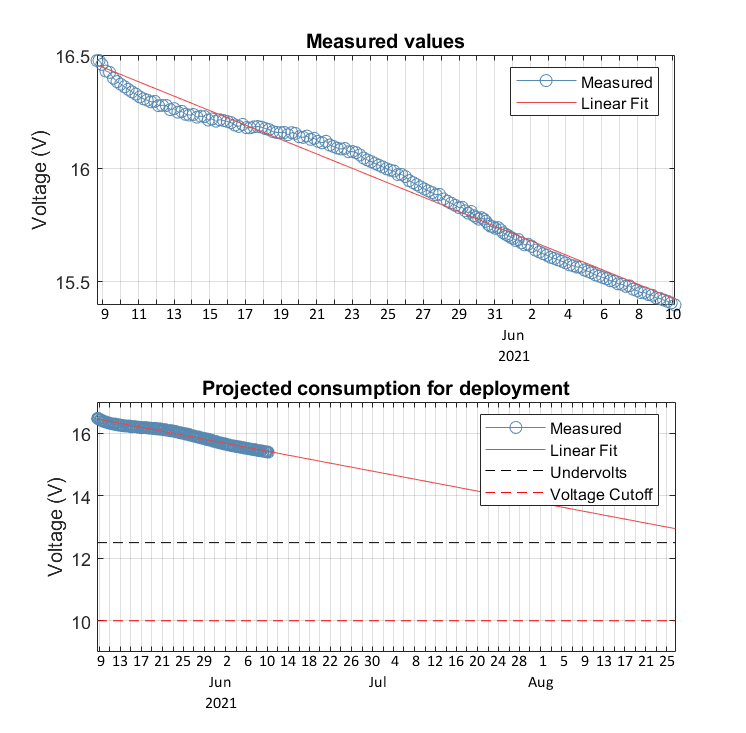 Measured values
Measured
Linear Fit
Voltage (V)
16.5
16
15.5
9 11 13 15 17 19 21 23 25 27 29 31 2 4 6 8 10
Jun
2021
Projected consumption for deployment
Measured
Linear Fit
Undervolts
Voltage Cutoff
Voltage (V)
16
14
12
10
9 13 17 21 25 29 2 6 10 14 18 22 26 30 4 8 12 16 20 24 28 1 5 9 13 17 21 25
Jun Jul Aug
2021